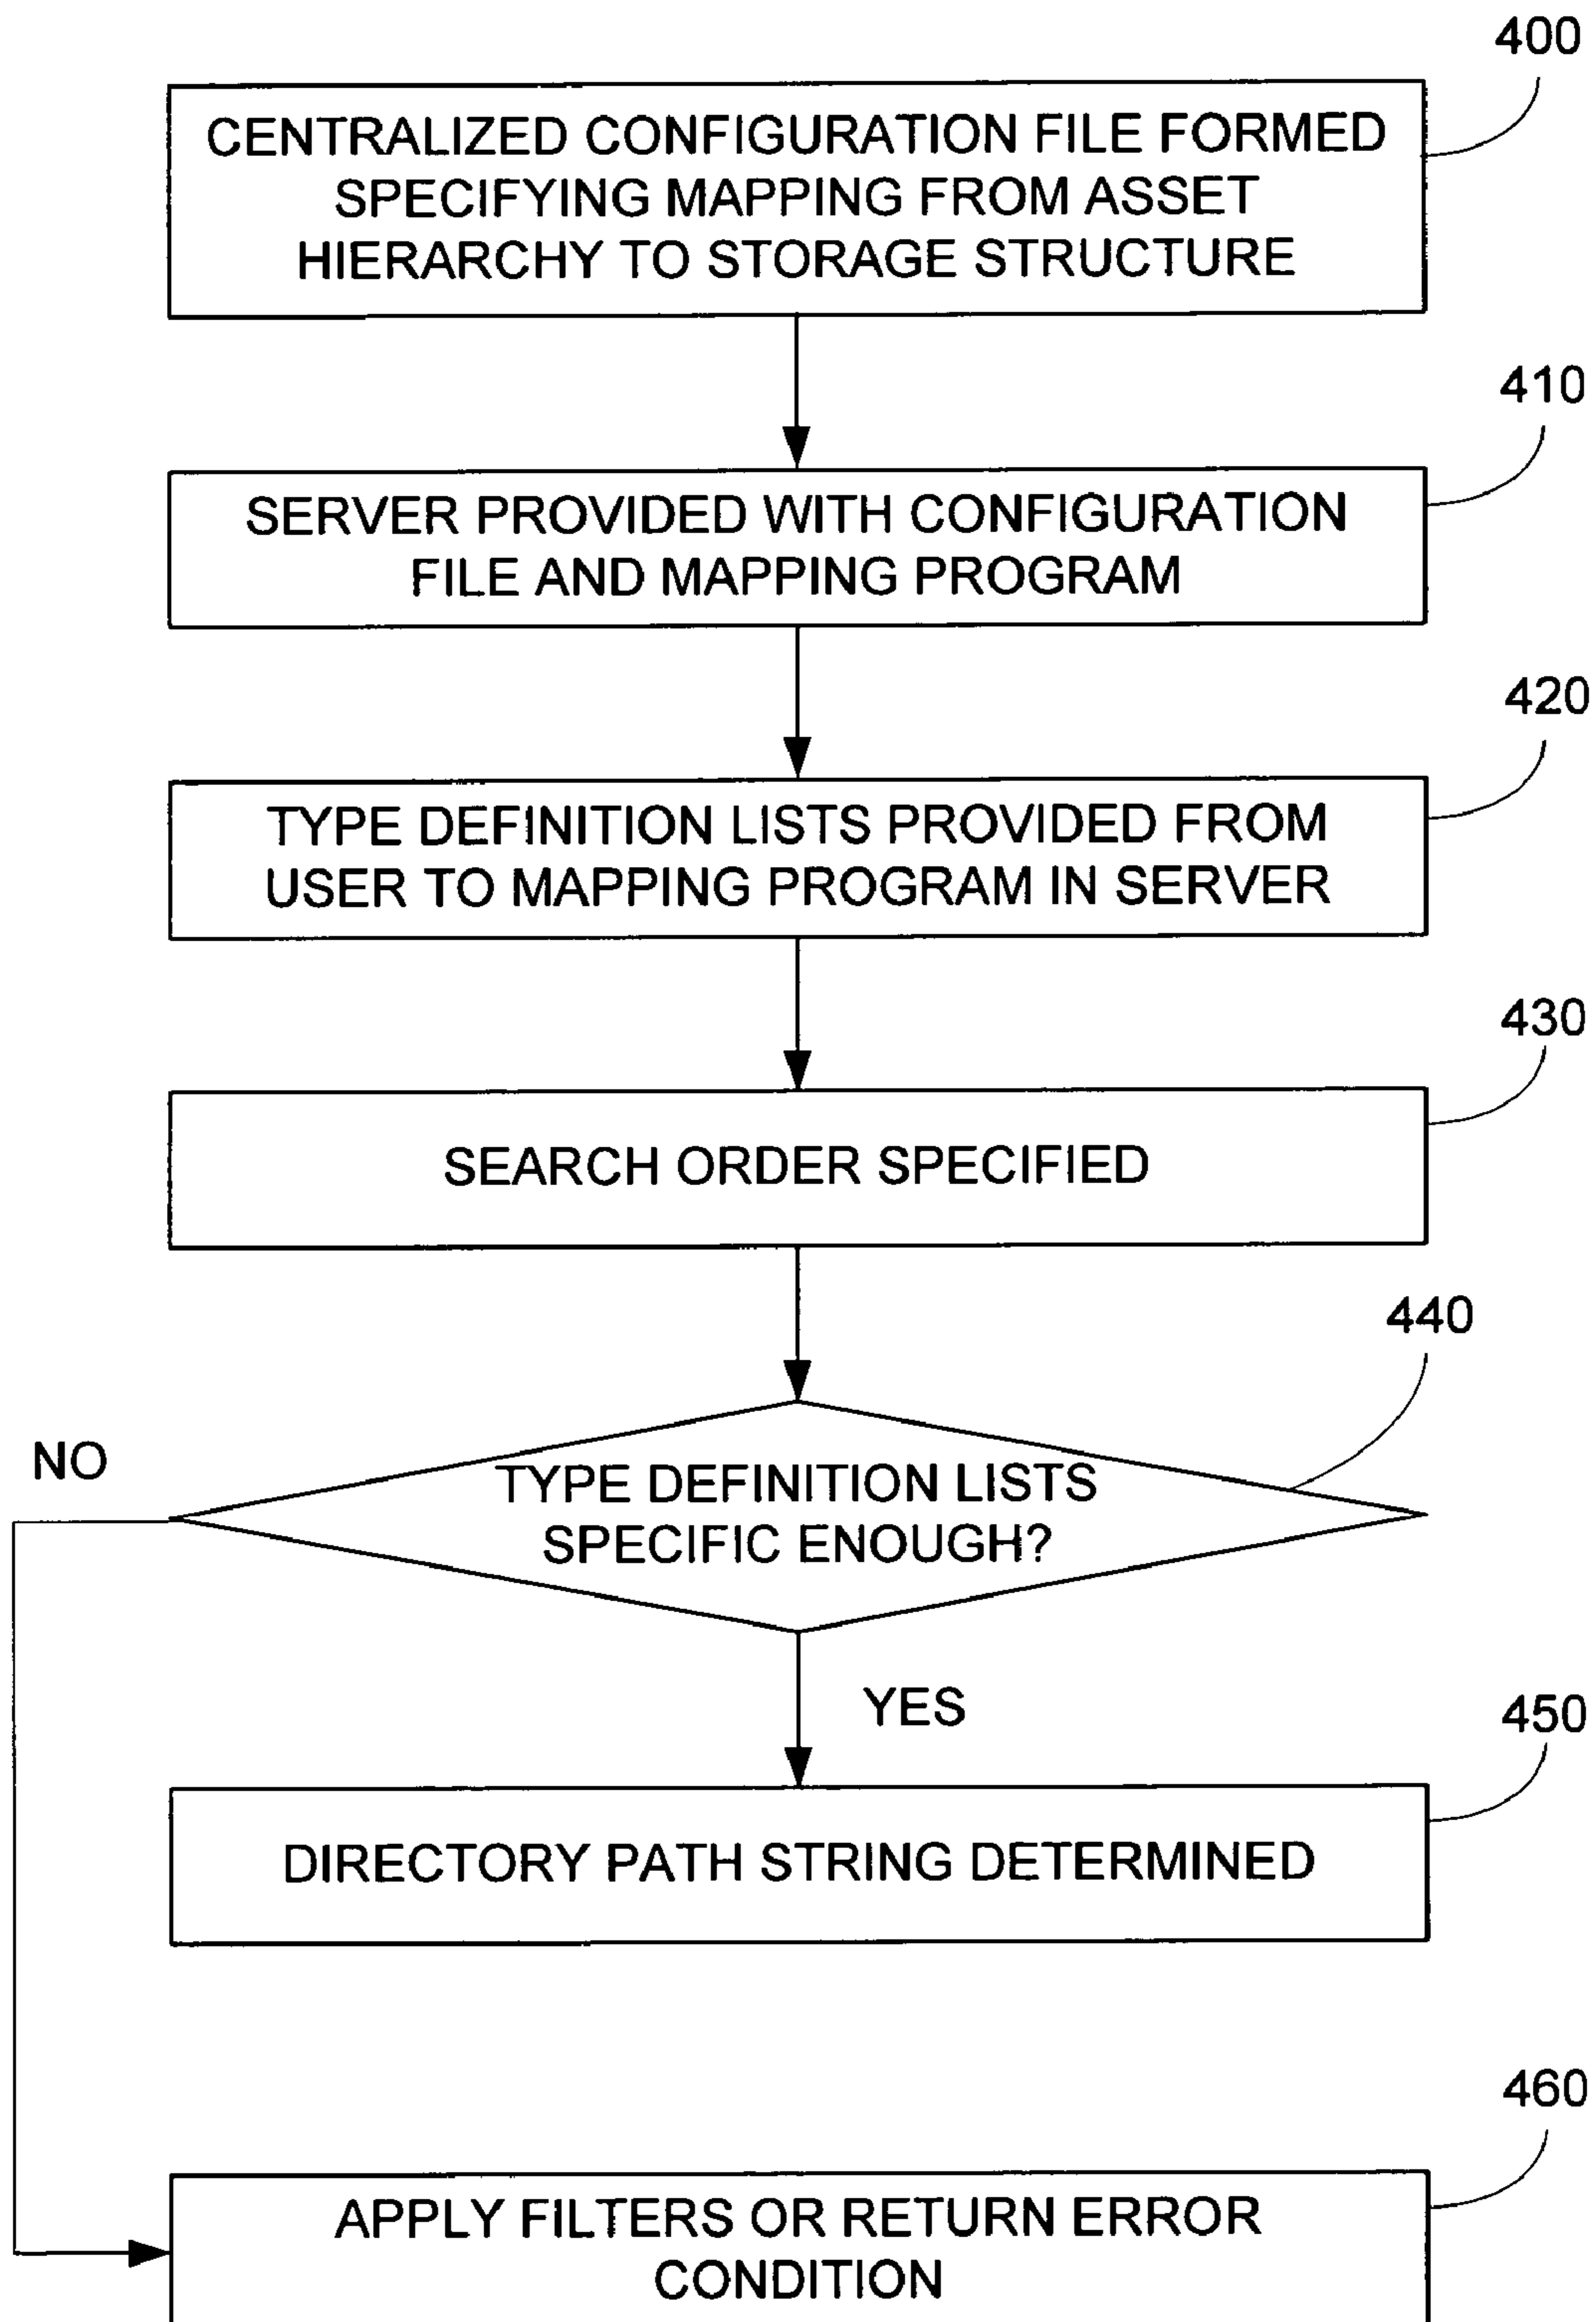 400
CENTRALIZED CONFIGURATION FILE FORMED
SPECIFYING MAPPING FROM ASSET
HIERARCHY TO STORAGE STRUCTURE
410
SERVER PROVIDED WITH CONFIGURATION
FILE AND MAPPING PROGRAM
420
TYPE DEFINITION LISTS PROVIDED FROM
USER TO MAPPING PROGRAM IN SERVER
430
SEARCH ORDER SPECIFIED
440
NO
TYPE DEFINITION LISTS
SPECIFIC ENOUGH?
YES
450
DIRECTORY PATH STRING DETERMINED
460
APPLY FILTERS OR RETURN ERROR
CONDITION